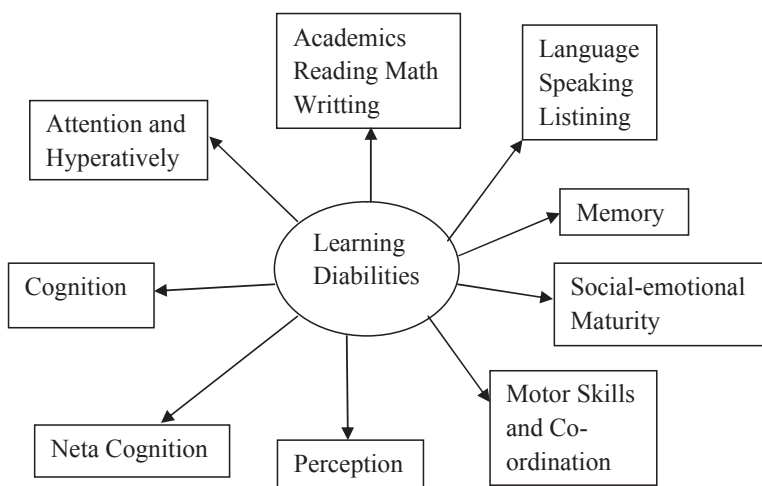 Academics
Reading Math
Writting
Language
Speaking
Listining
Attention and
Hyperatively
Memory
Learning
Diabilities
Cognition
Social-emotional
Maturity
Motor Skills
and Co-
ordination
Neta Cognition
Perception